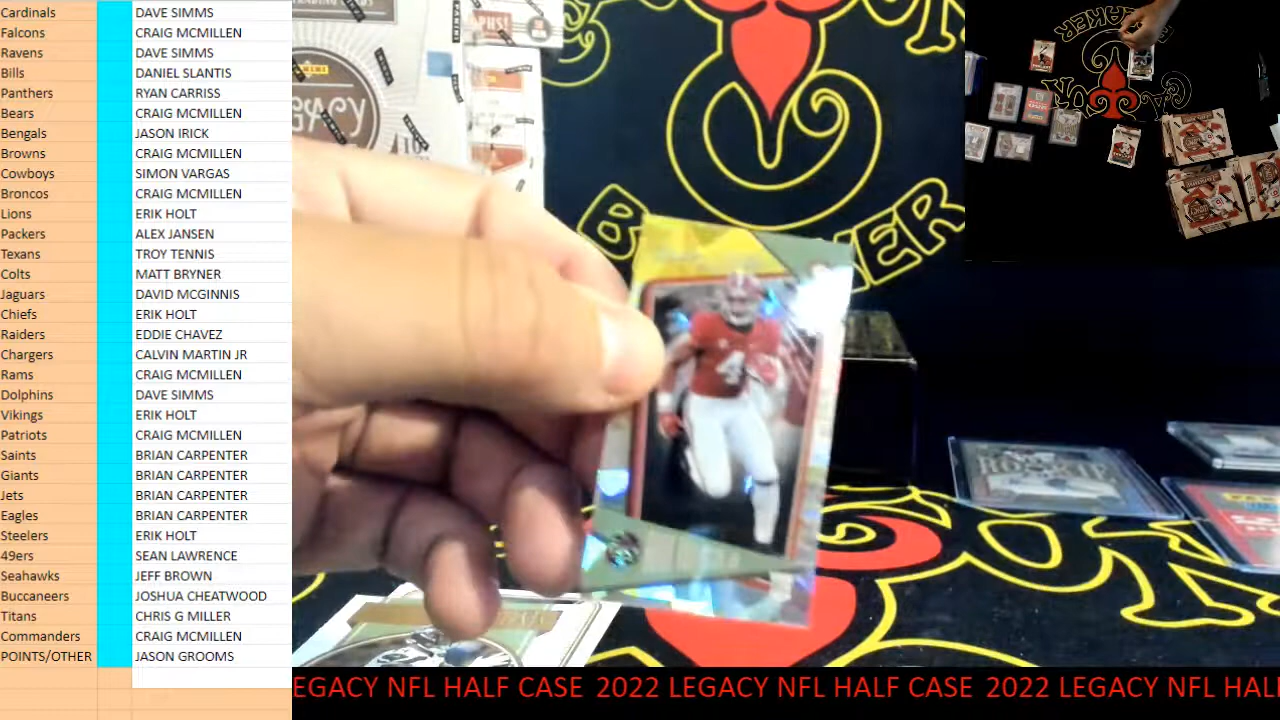 Cardinals DAVE SIMMS
Falcons CRAIG MCMILLEN
Ravens DAVE SIMMS
Bills DANIEL SLANTIS
Panthers RYAN CARRISS
Bears CRAIG MCMILLEN
Bengals JASON IRICK
Browns CRAIG MCMILLEN
Cowboys SIMON VARGAS
Broncos CRAIG MCMILLEN
Lions ERIK HOLT
Packers ALEX JANSEN
Texans TROY TENNIS
Colts MATT BRYNER
Jaguars DAVID MCGINNIS
Chiefs ERIK HOLT
Raiders EDDIE CHAVEZ
Chargers CALVIN MARTIN JR
Rams CRAIG MCMILLEN
Dolphins DAVE SIMMS
Vikings ERIK HOLT
Patriots CRAIG MCMILLEN
Saints BRIAN CARPENTER
Giants BRIAN CARPENTER
Jets BRIAN CARPENTER
Eagles BRIAN CARPENTER
Steelers ERIK HOLT
49ers SEAN LAWRENCE
Seahawks JEFF BROWN
Buccaneers JOSHUA CHEATWOOD
Titans CHRIS G MILLER
Commanders CRAIG MCMILLEN
POINTS/OTHER JASON GROOMS
4
ROOKIE
EGACY NFL HALF CASE 2022 LEGACY NFL HALF CASE 2022 LEGACY NFL HAL